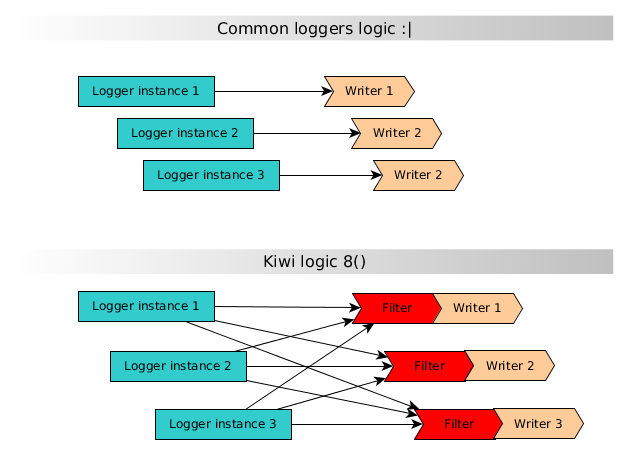 Common loggers logic :|
Logger instance 1
Writer 1
Logger instance 2
Writer 2
Logger instance 3
Writer 2
Kiwi logic 8()
Logger instance 1
Filter
Writer 1
Logger instance 2
Filter
Writer 2
Logger instance 3
Filter
Writer 3